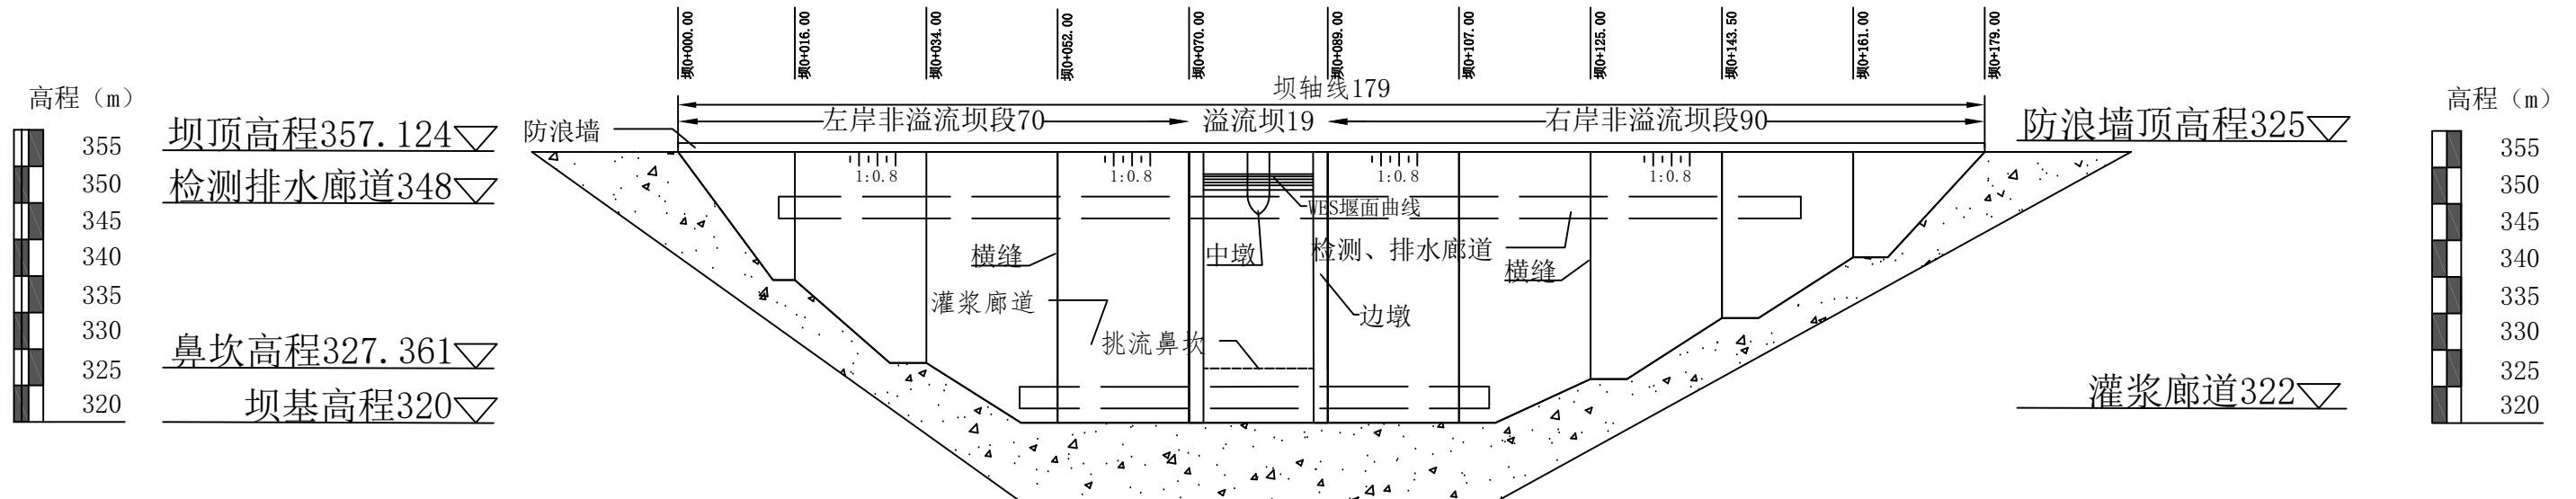 坝0+000.00
坝0+016.00
坝0+034.00
坝0+052.00
坝0+070.00
坝0+089.00
坝0+107.00
坝0+125.00
坝0+143.50
坝0+161.00
坝0+179.00
坝轴线179
左岸非溢流坝段70
溢流坝19
右岸非溢流坝段90
高程（m）
355
350
345
340
335
330
325
320
坝顶高程357.124
检测排水廊道348
鼻坎高程327.361
坝基高程320
防浪墙
1:0.8
1:0.8
1:0.8
1:0.8
WES堰面曲线
横缝
中墩
检测、排水廊道
横缝
灌浆廊道
边墩
挑流鼻坎
防浪墙顶高程325
灌浆廊道322
高程（m）
355
350
345
340
335
330
325
320